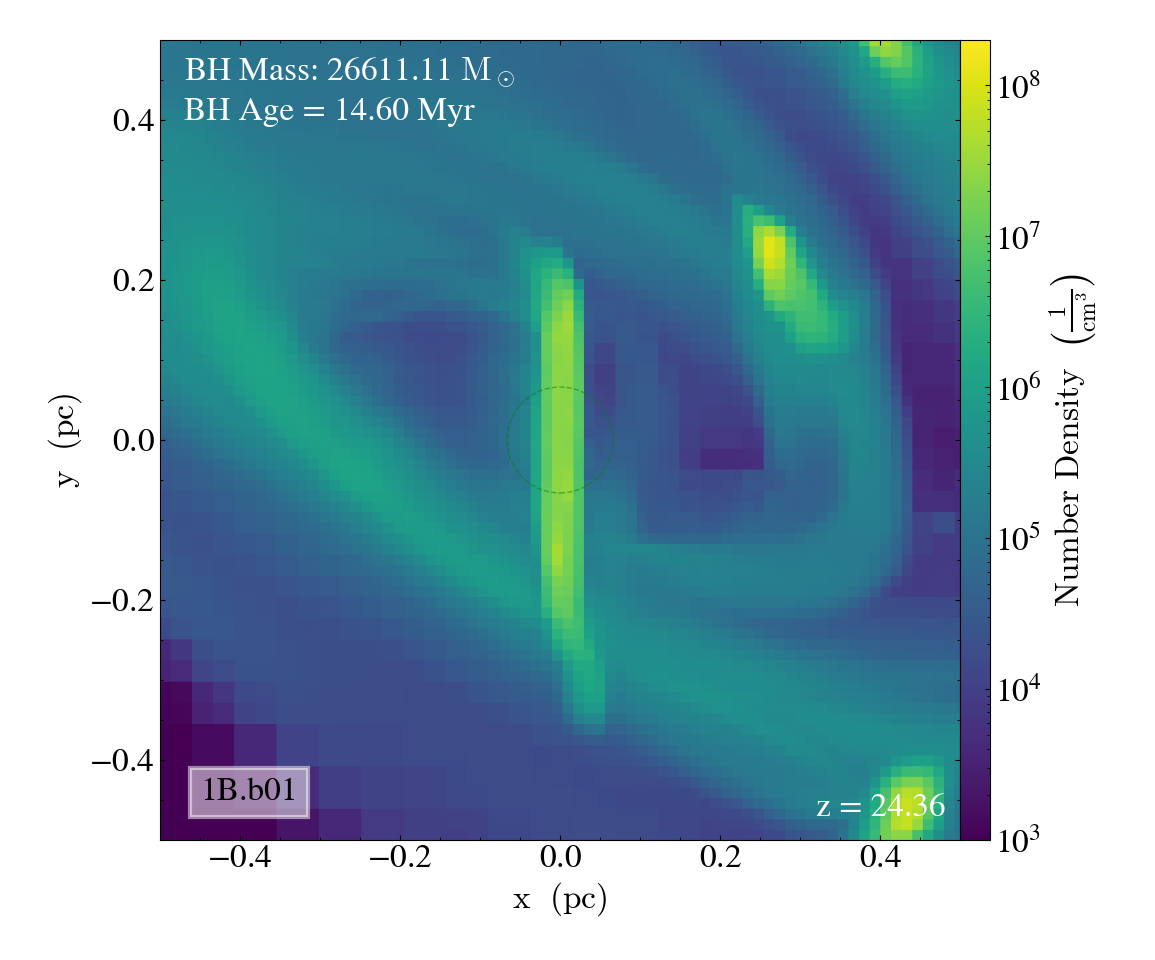 BH Mass: 26611.11 M⊙
BH Age = 14.60 Myr
0.4
0.2
0.0
−0.2
−0.4
y (pc)
1B.b01
z = 24.36
−0.4 −0.2 0.0 0.2 0.4
x (pc)
10⁸
10⁷
10⁶
10⁵
10⁴
10³
Number Density (1/cm³)